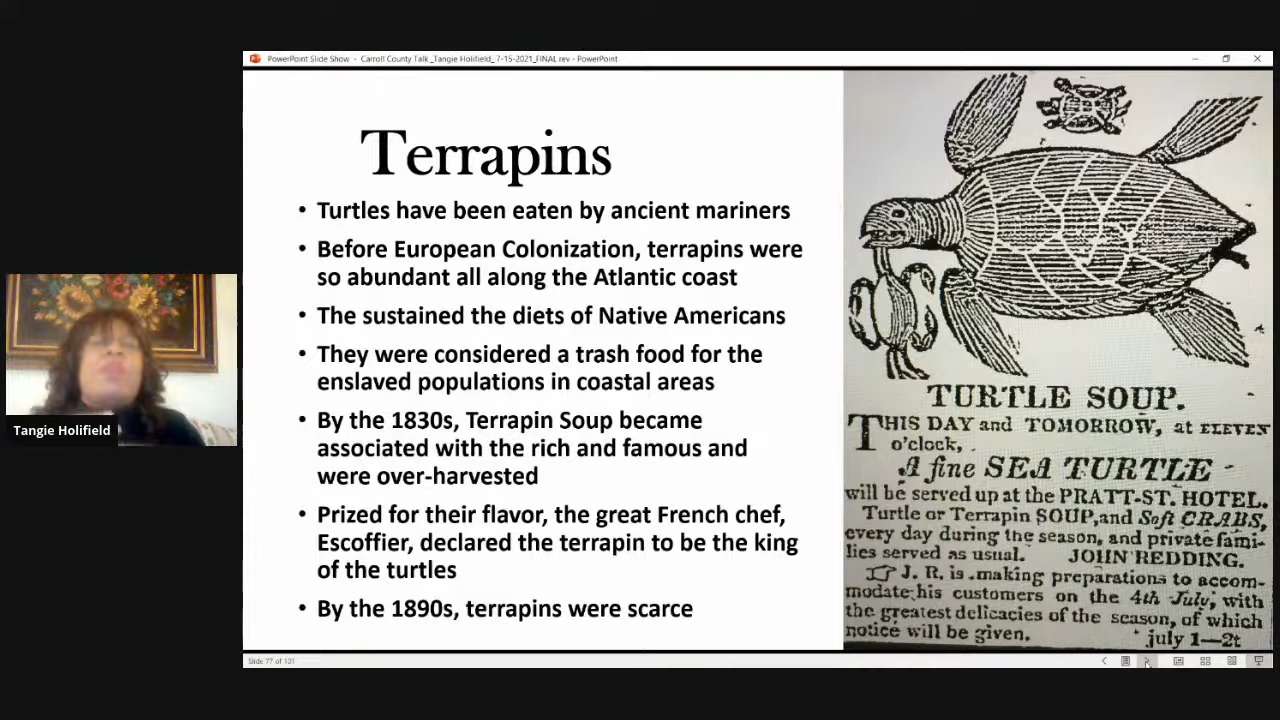 PowerPoint Slide Show - Carroll County Talk _Tangie Holifield_ 7-15-2021_FINAL rev - PowerPoint
Terrapins
• Turtles have been eaten by ancient mariners
• Before European Colonization, terrapins were
so abundant all along the Atlantic coast
• The sustained the diets of Native Americans
• They were considered a trash food for the
enslaved populations in coastal areas
• By the 1830s, Terrapin Soup became
associated with the rich and famous and
were over-harvested
• Prized for their flavor, the great French chef,
Escoffier, declared the terrapin to be the king
of the turtles
• By the 1890s, terrapins were scarce
TURTLE SOUP.
THIS DAY and TOMORROW, at ELEVEN
o'clock,
A fine SEA TURTLE
will be served up at the PRATT-ST. HOTEL.
Turtle or Terrapin SOUP, and Soft CRABS,
every day during the season, and private fami-
lies served as usual. JOHN REDDING.
J. R. is making preparations to accom-
modate his customers on the 4th July, with
the greatest delicacies of the season, of which
notice will be given. july 1—2t
Tangie Holifield
Slide 77 of 101